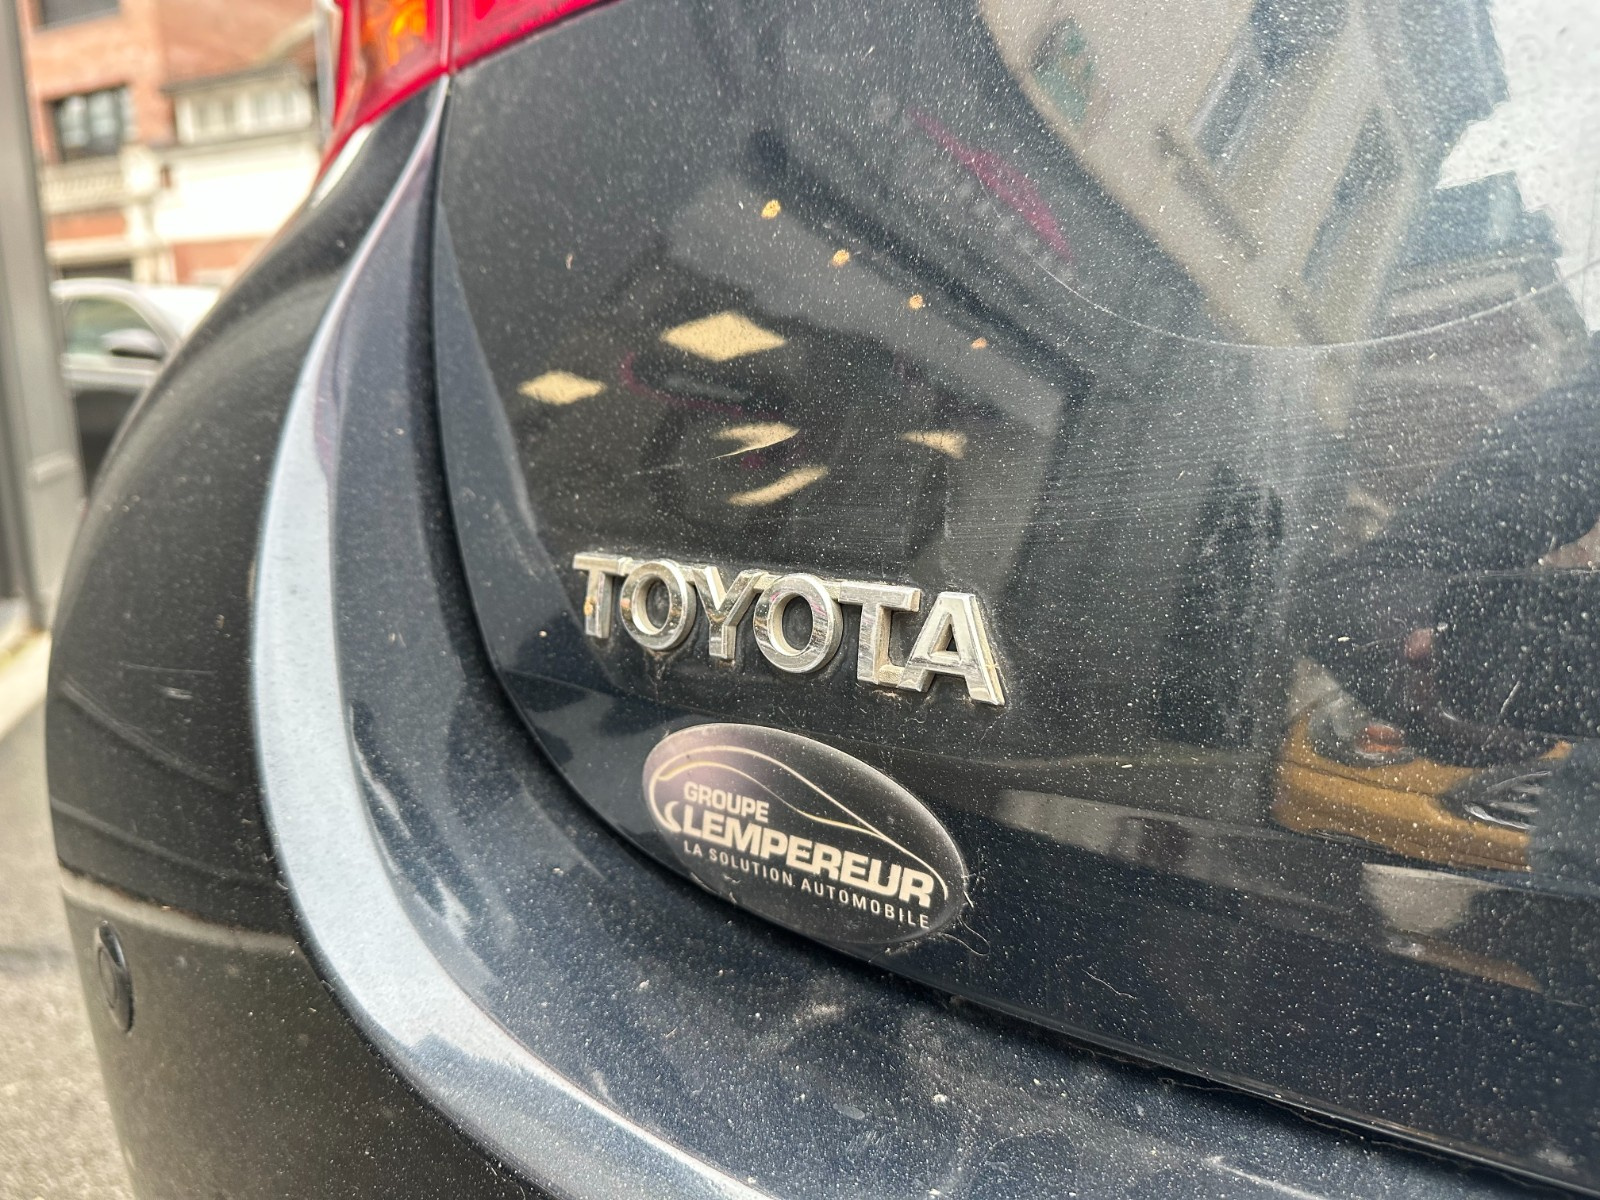 TOYOTA
GROUPE
LEMPEREUR
LA SOLUTION AUTOMOBILE